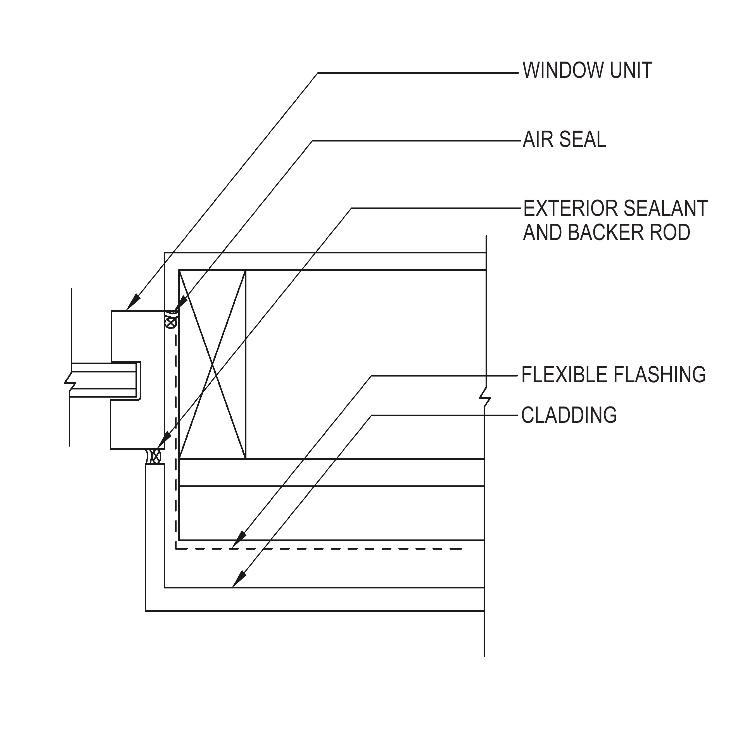 WINDOW UNIT
AIR SEAL
EXTERIOR SEALANT
AND BACKER ROD
FLEXIBLE FLASHING
CLADDING